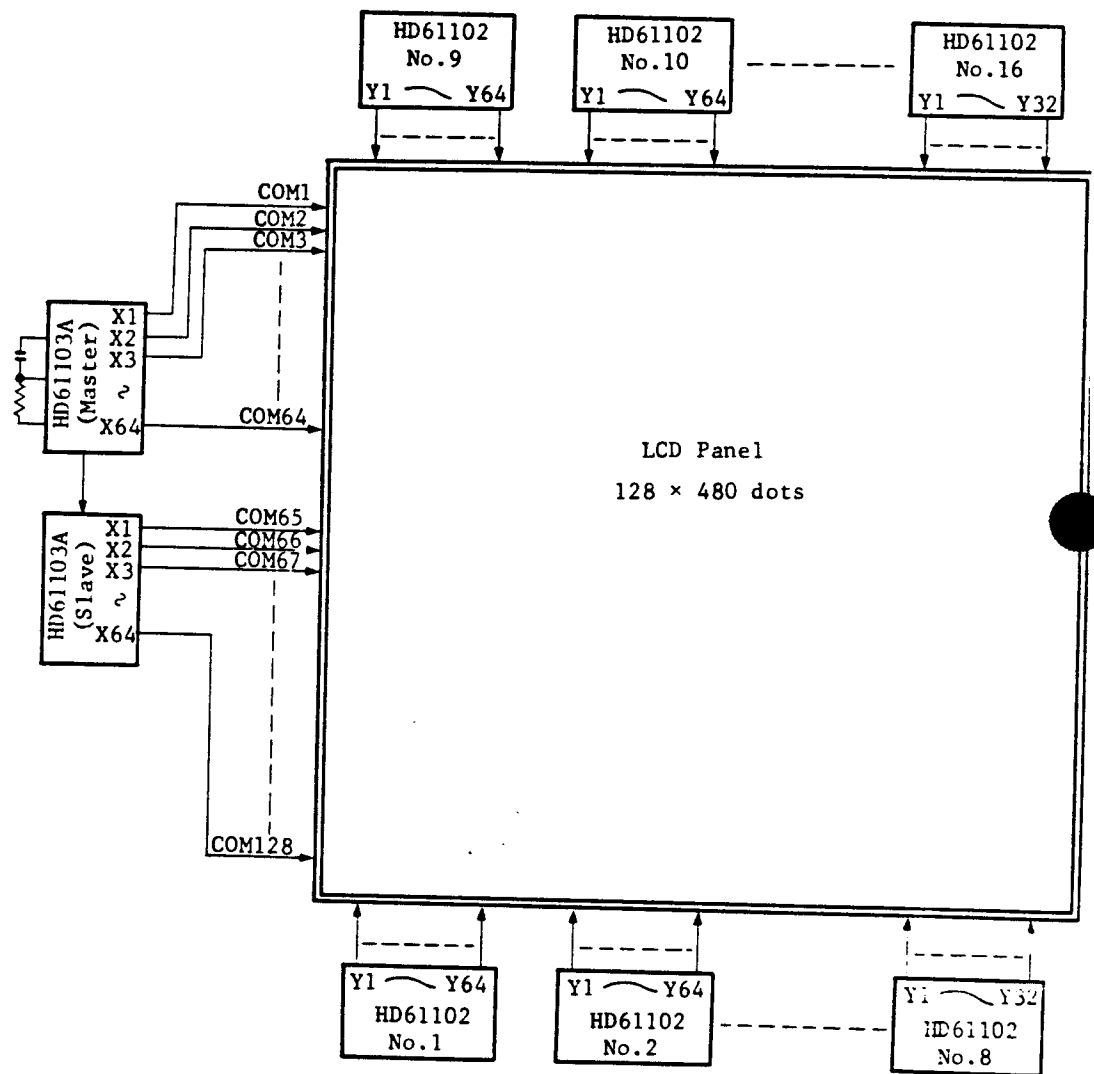 HD61102
No.9
Y1 Y64
HD61102
No.10
Y1 Y64
HD61102
No.16
Y1 Y32
COM1
COM2
COM3
COM64
HD61103A
(Master)
X1
X2
X3
~
X64
LCD Panel
128 × 480 dots
COM65
COM66
COM67
COM128
HD61103A
(Slave)
X1
X2
X3
~
X64
Y1 Y64
HD61102
No.1
Y1 Y64
HD61102
No.2
Y1 Y32
HD61102
No.8